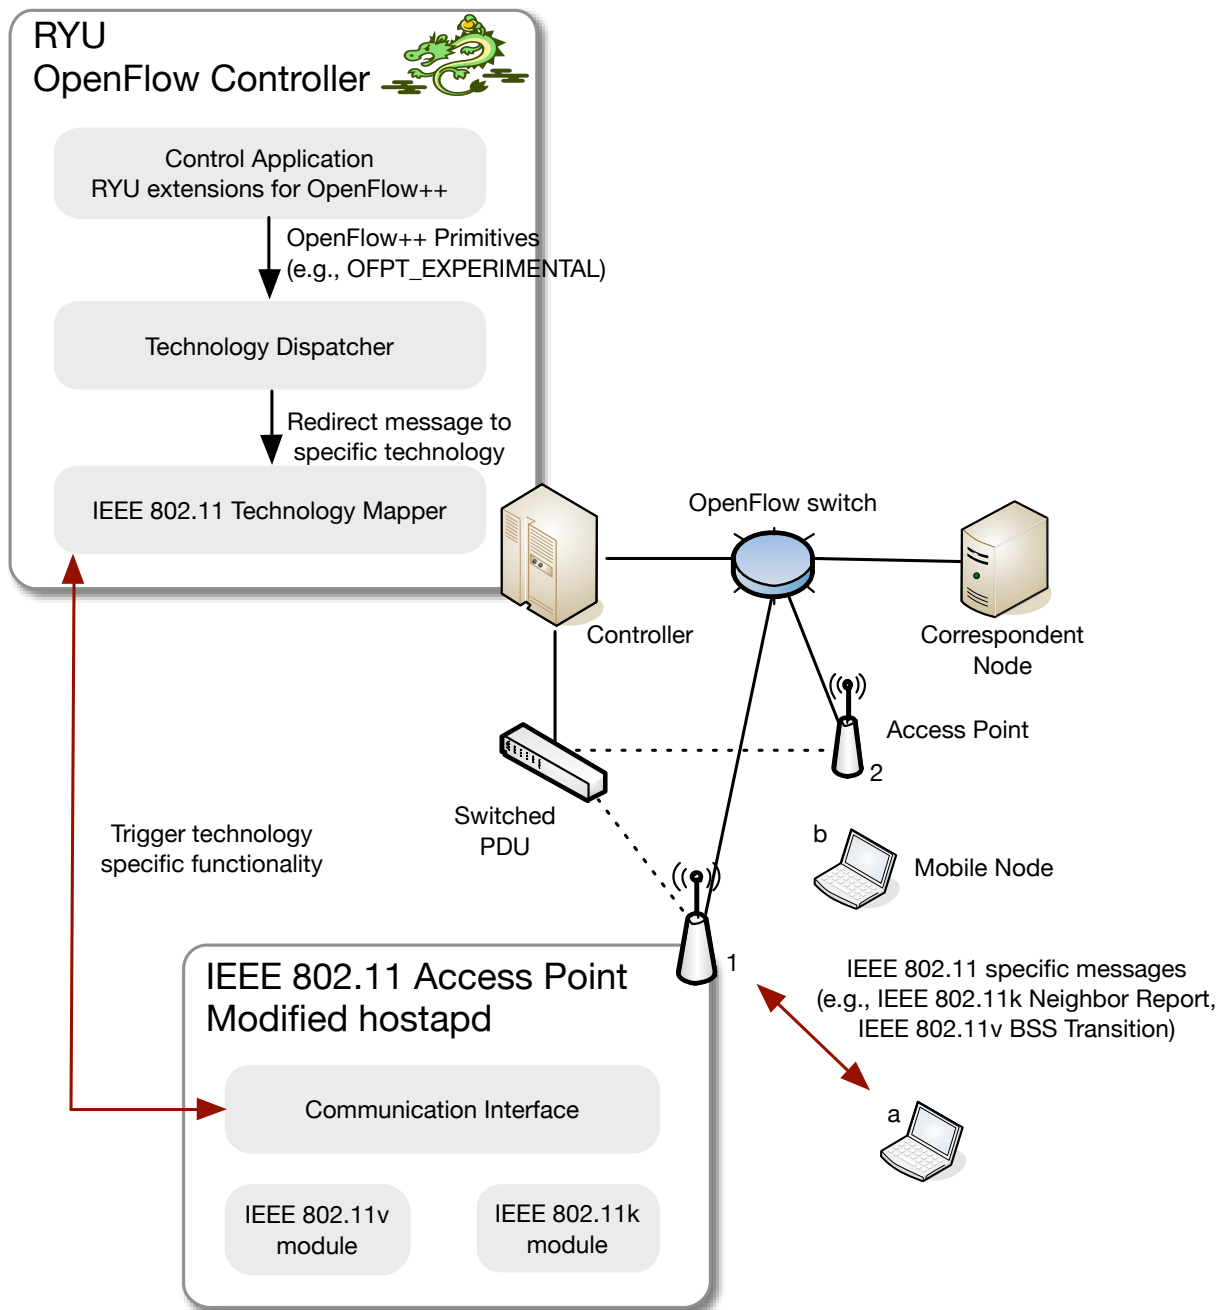 RYU
OpenFlow Controller
Control Application
RYU extensions for OpenFlow++
OpenFlow++ Primitives
(e.g., OFPT_EXPERIMENTAL)
Technology Dispatcher
Redirect message to
specific technology
IEEE 802.11 Technology Mapper
OpenFlow switch
Controller
Correspondent
Node
Access Point
2
Switched
PDU
Trigger technology
specific functionality
b
Mobile Node
1
IEEE 802.11 specific messages
(e.g., IEEE 802.11k Neighbor Report,
IEEE 802.11v BSS Transition)
a
IEEE 802.11 Access Point
Modified hostapd
Communication Interface
IEEE 802.11v
module
IEEE 802.11k
module